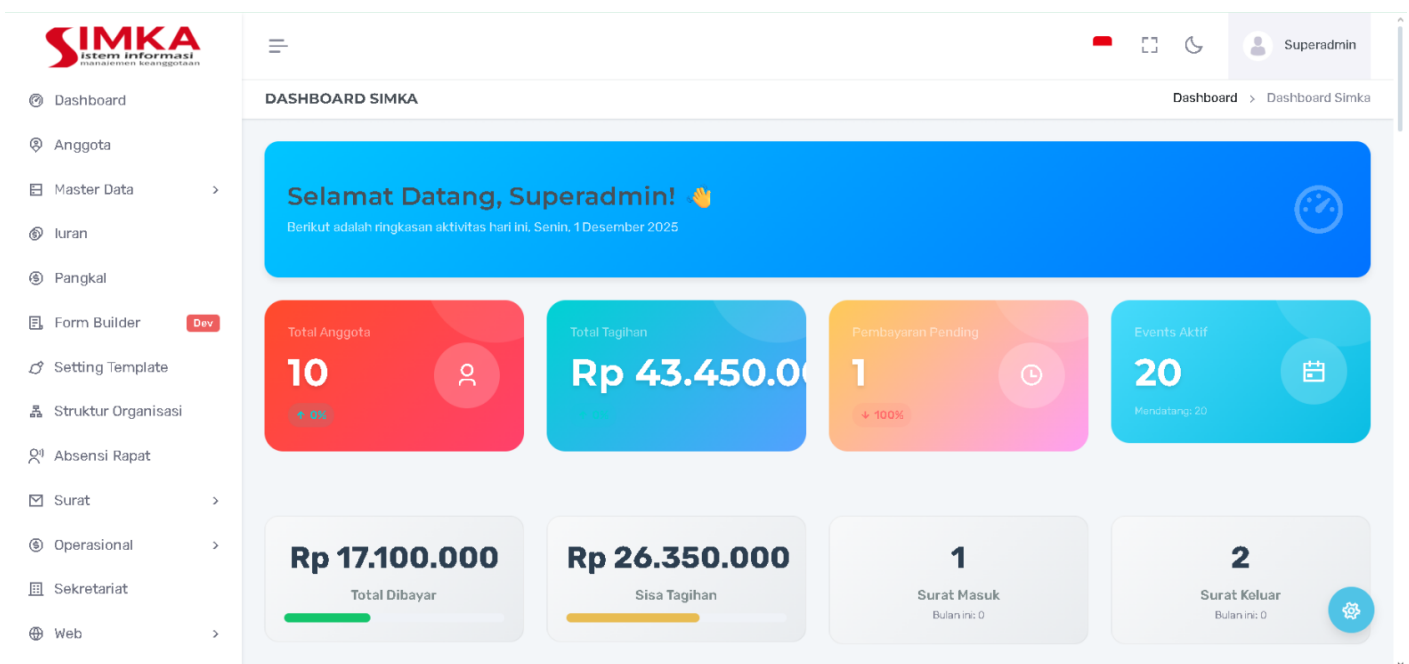 SIMKA
istem informasi
manajemen keanggotaan
Superadmin
Dashboard
Anggota
Master Data
Iuran
Pangkal
Form Builder Dev
Setting Template
Struktur Organisasi
Absensi Rapat
Surat
Operasional
Sekretariat
Web
DASHBOARD SIMKA
Dashboard > Dashboard Simka
Selamat Datang, Superadmin! 👋
Berikut adalah ringkasan aktivitas hari ini, Senin, 1 Desember 2025
Total Anggota
10
↑ 0%
Total Tagihan
Rp 43.450.0
Pembayaran Pending
1
↓ 100%
Events Aktif
20
Mendatang: 20
Rp 17.100.000
Total Dibayar
Rp 26.350.000
Sisa Tagihan
1
Surat Masuk
Bulan ini: 0
2
Surat Keluar
Bulan ini: 0